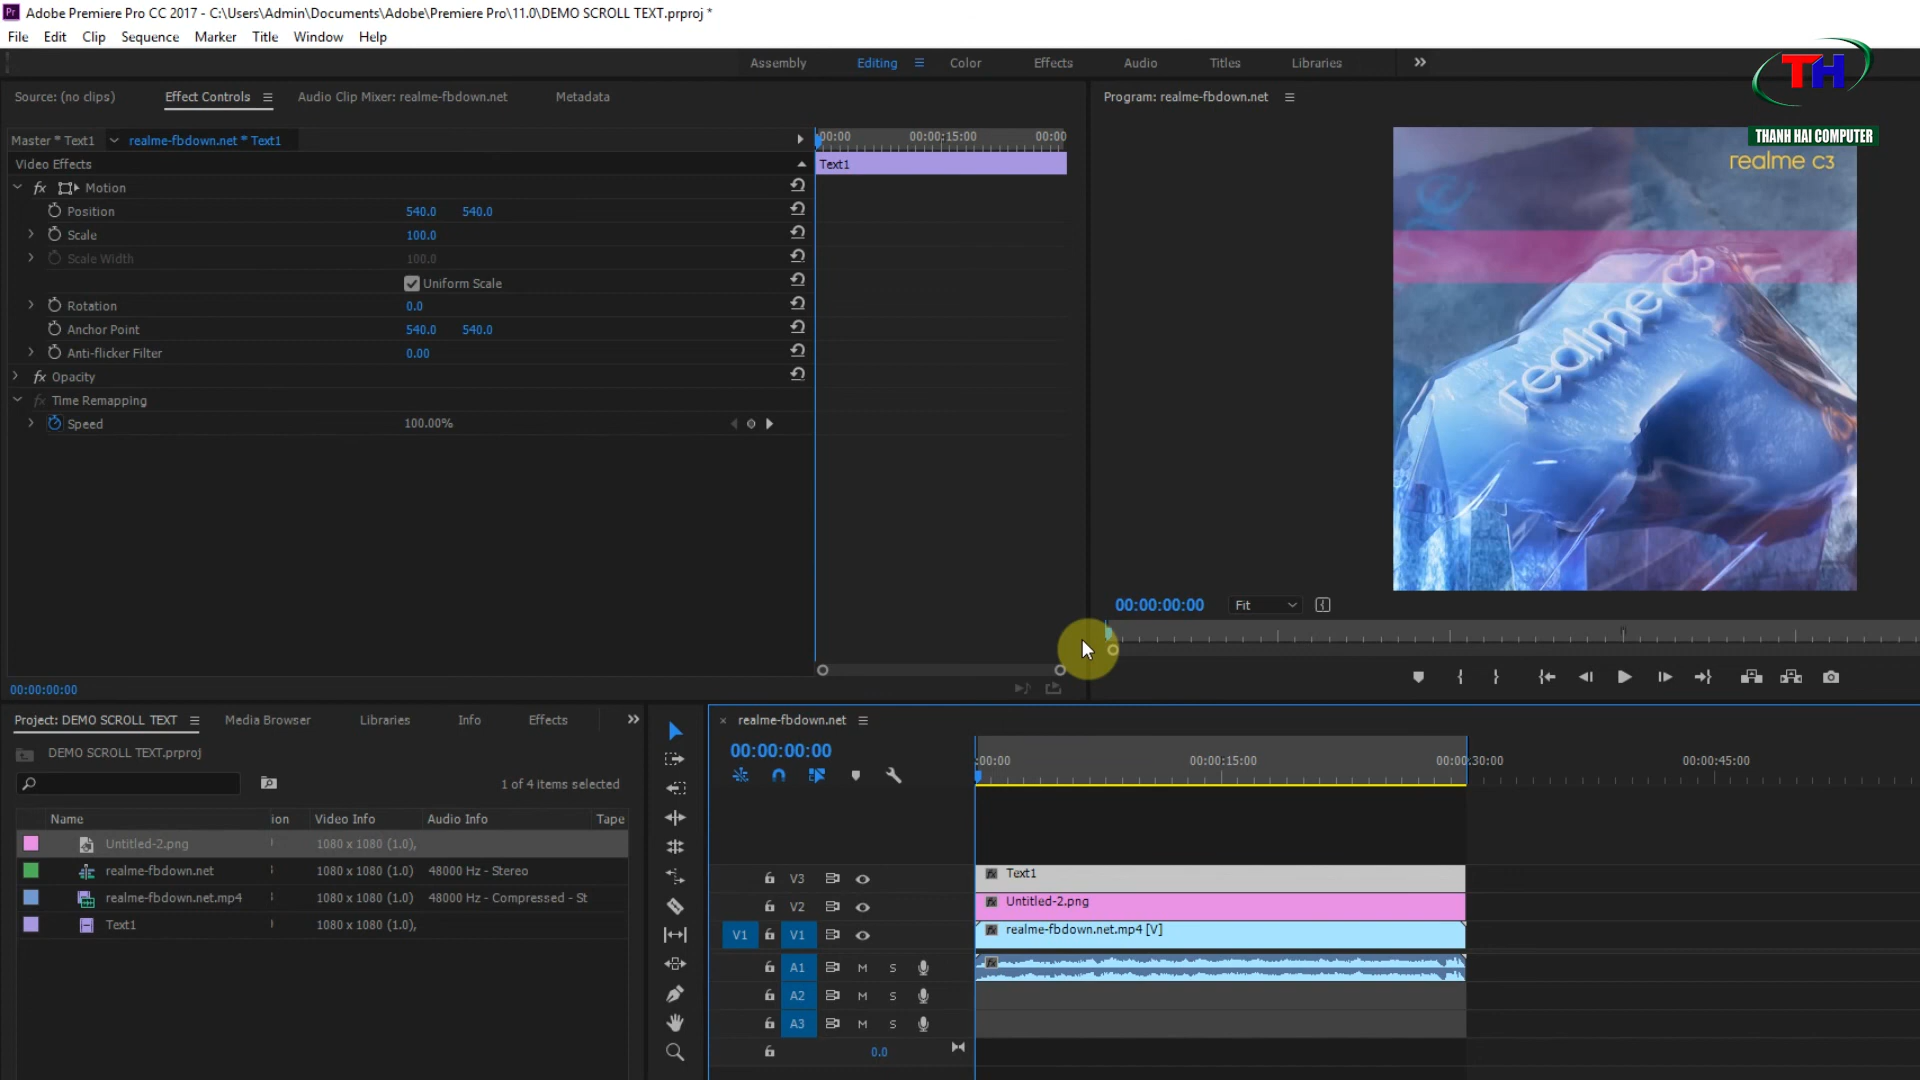 Adobe Premiere Pro CC 2017 - C:\Users\Admin\Documents\Adobe\Premiere Pro\11.0\DEMO SCROLL TEXT.prproj *
File Edit Clip Sequence Marker Title Window Help
Assembly Editing Color Effects Audio Titles Libraries
TH
THANH HAI COMPUTER
Source: (no clips) Effect Controls Audio Clip Mixer: realme-fbdown.net Metadata
Program: realme-fbdown.net
Master * Text1 realme-fbdown.net * Text1
00:00 00:00:15:00 00:00
Video Effects
Text1
fx Motion
Position 540.0 540.0
Scale 100.0
Scale Width 100.0
Uniform Scale
Rotation 0.0
Anchor Point 540.0 540.0
Anti-flicker Filter 0.00
fx Opacity
fx Time Remapping
Speed 100.00%
realme c3
realme c3
00:00:00:00 Fit
00:00:00:00
Project: DEMO SCROLL TEXT Media Browser Libraries Info Effects
DEMO SCROLL TEXT.prproj
1 of 4 items selected
Name ion Video Info Audio Info Tape
Untitled-2.png 1080 x 1080 (1.0),
realme-fbdown.net 1080 x 1080 (1.0) 48000 Hz - Stereo
realme-fbdown.net.mp4 1080 x 1080 (1.0) 48000 Hz - Compressed - St
Text1 1080 x 1080 (1.0),
realme-fbdown.net
00:00:00:00
:00:00 00:00:15:00 00:00:30:00 00:00:45:00
V3 fx Text1
V2 fx Untitled-2.png
V1 V1 fx realme-fbdown.net.mp4 [V]
A1 M S fx
A2 M S
A3 M S
0.0